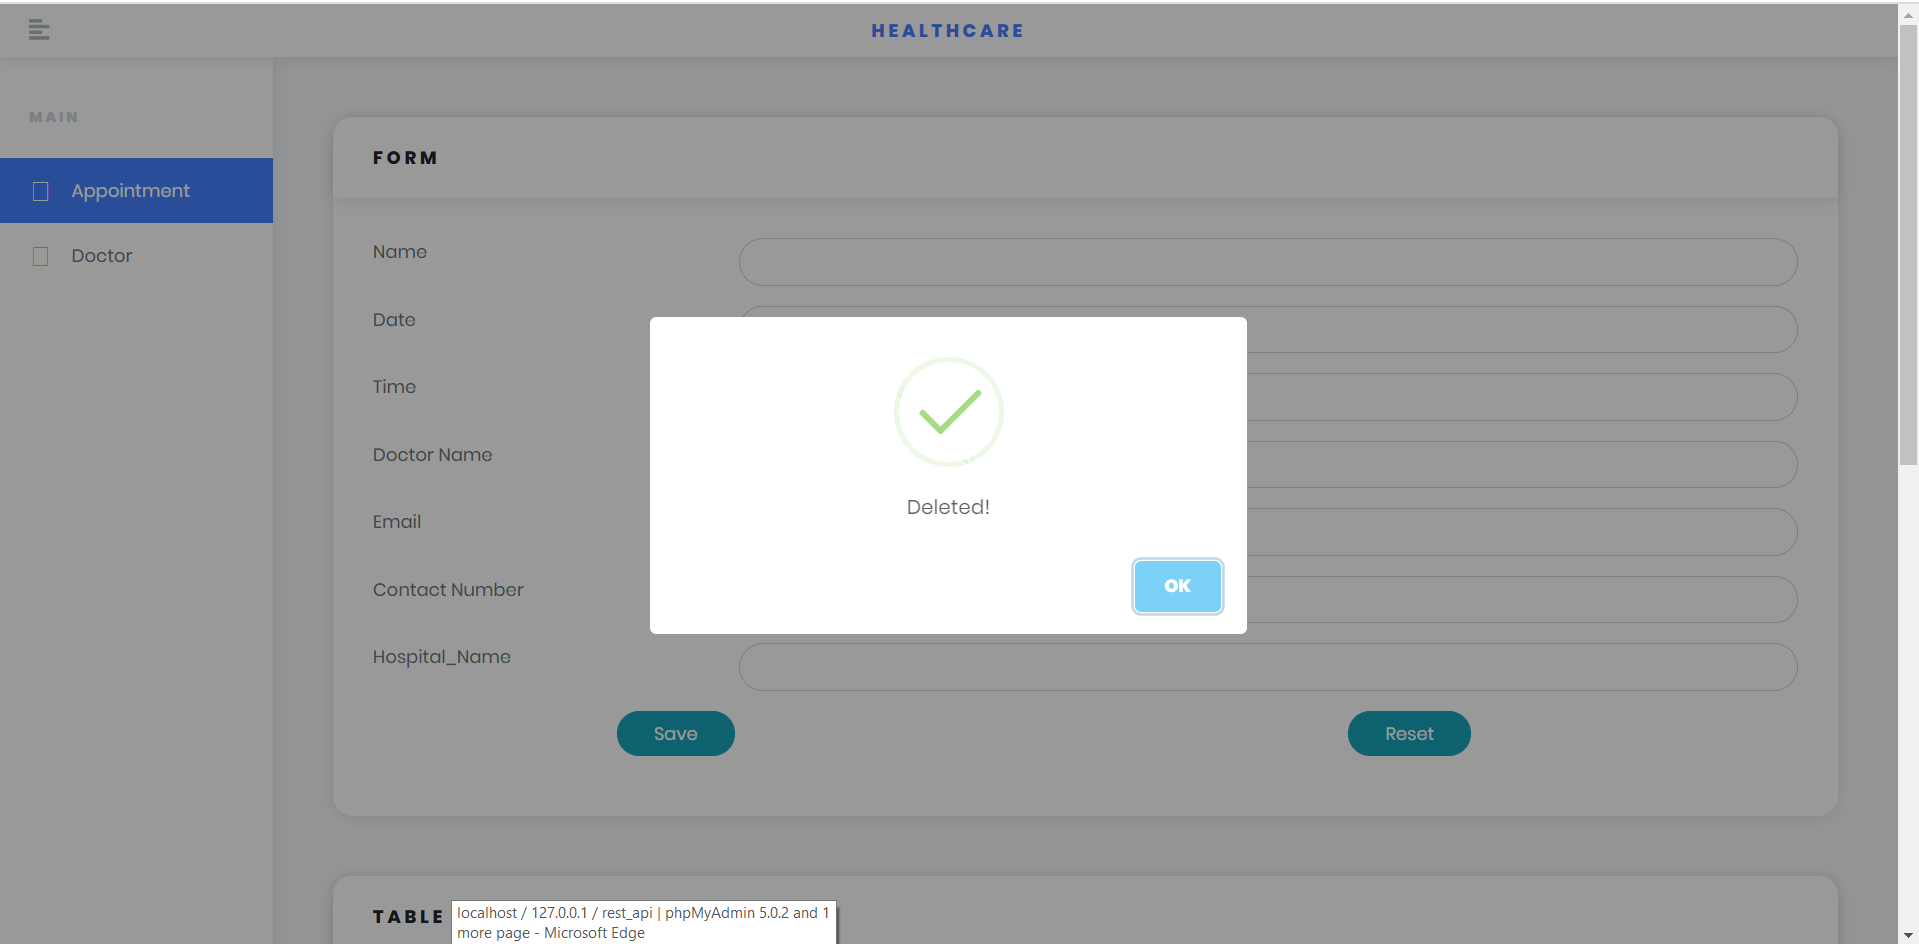 HEALTHCARE
MAIN
Appointment
Doctor
FORM
Name
Date
Time
Doctor Name
Email
Contact Number
Hospital_Name
Deleted!
OK
Save
Reset
TABLE
localhost / 127.0.0.1 / rest_api | phpMyAdmin 5.0.2 and 1
more page - Microsoft Edge